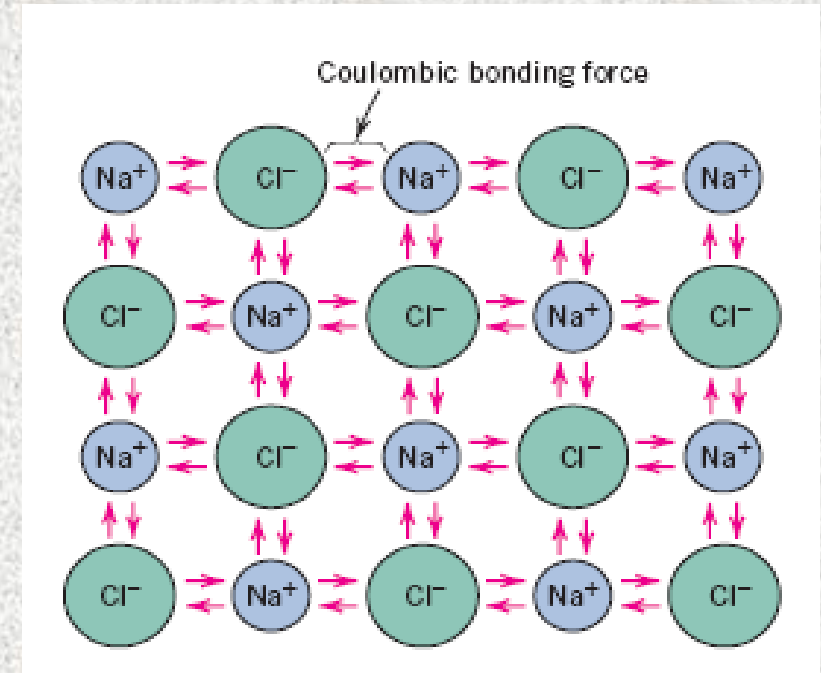 Coulombic bonding force
Na⁺ Cl⁻ Na⁺ Cl⁻ Na⁺
Cl⁻ Na⁺ Cl⁻ Na⁺ Cl⁻
Na⁺ Cl⁻ Na⁺ Cl⁻ Na⁺
Cl⁻ Na⁺ Cl⁻ Na⁺ Cl⁻